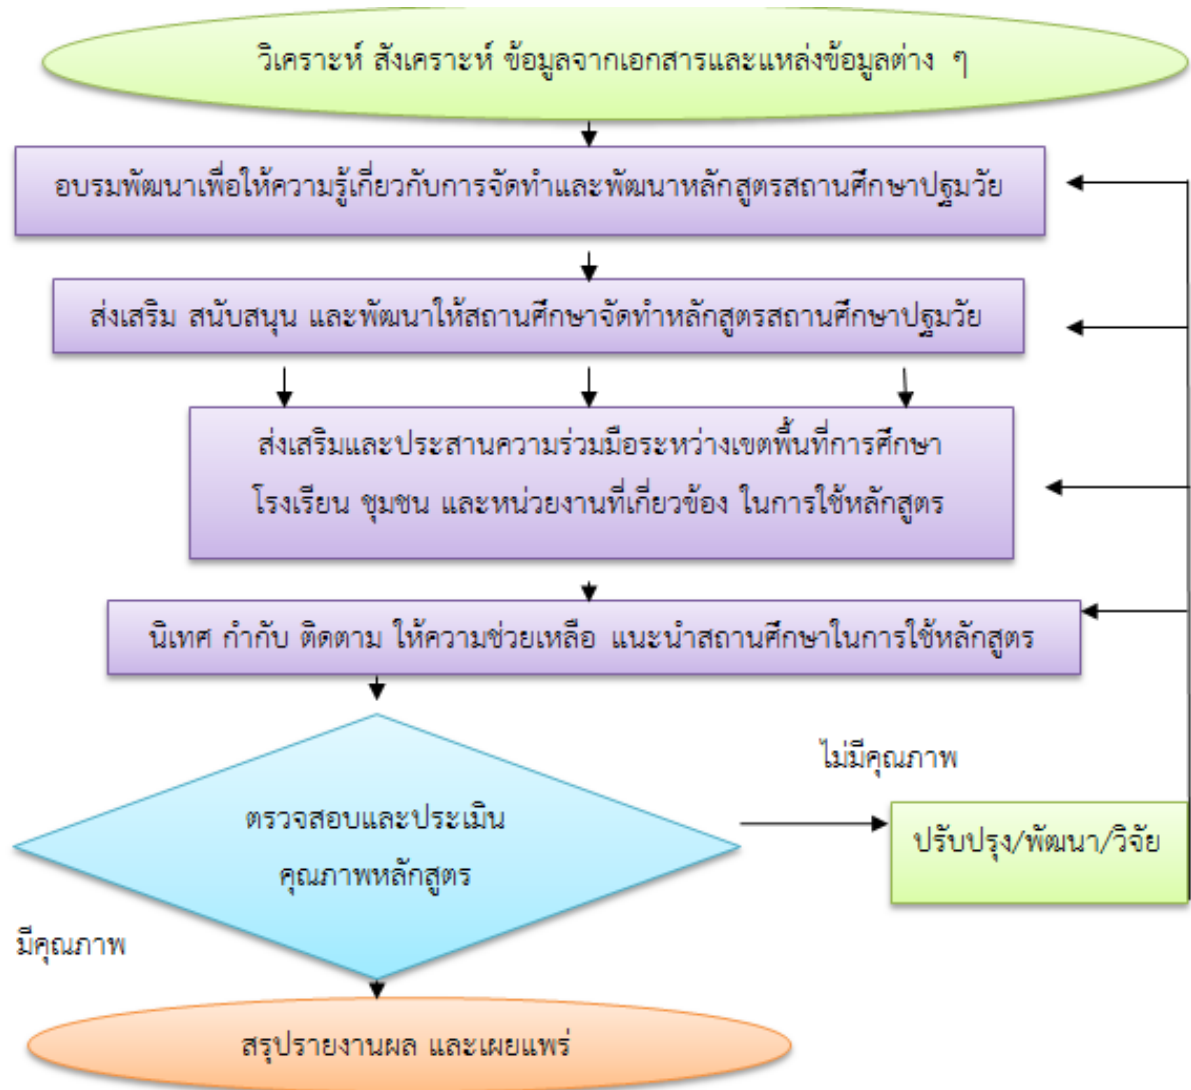 วิเคราะห์ สังเคราะห์ ข้อมูลจากเอกสารและแหล่งข้อมูลต่าง ๆ
อบรมพัฒนาเพื่อให้ความรู้เกี่ยวกับการจัดทำและพัฒนาหลักสูตรสถานศึกษาปฐมวัย
ส่งเสริม สนับสนุน และพัฒนาให้สถานศึกษาจัดทำหลักสูตรสถานศึกษาปฐมวัย
ส่งเสริมและประสานความร่วมมือระหว่างเขตพื้นที่การศึกษา
โรงเรียน ชุมชน และหน่วยงานที่เกี่ยวข้อง ในการใช้หลักสูตร
นิเทศ กำกับ ติดตาม ให้ความช่วยเหลือ แนะนำสถานศึกษาในการใช้หลักสูตร
ไม่มีคุณภาพ
ตรวจสอบและประเมิน
คุณภาพหลักสูตร
ปรับปรุง/พัฒนา/วิจัย
มีคุณภาพ
สรุปรายงานผล และเผยแพร่